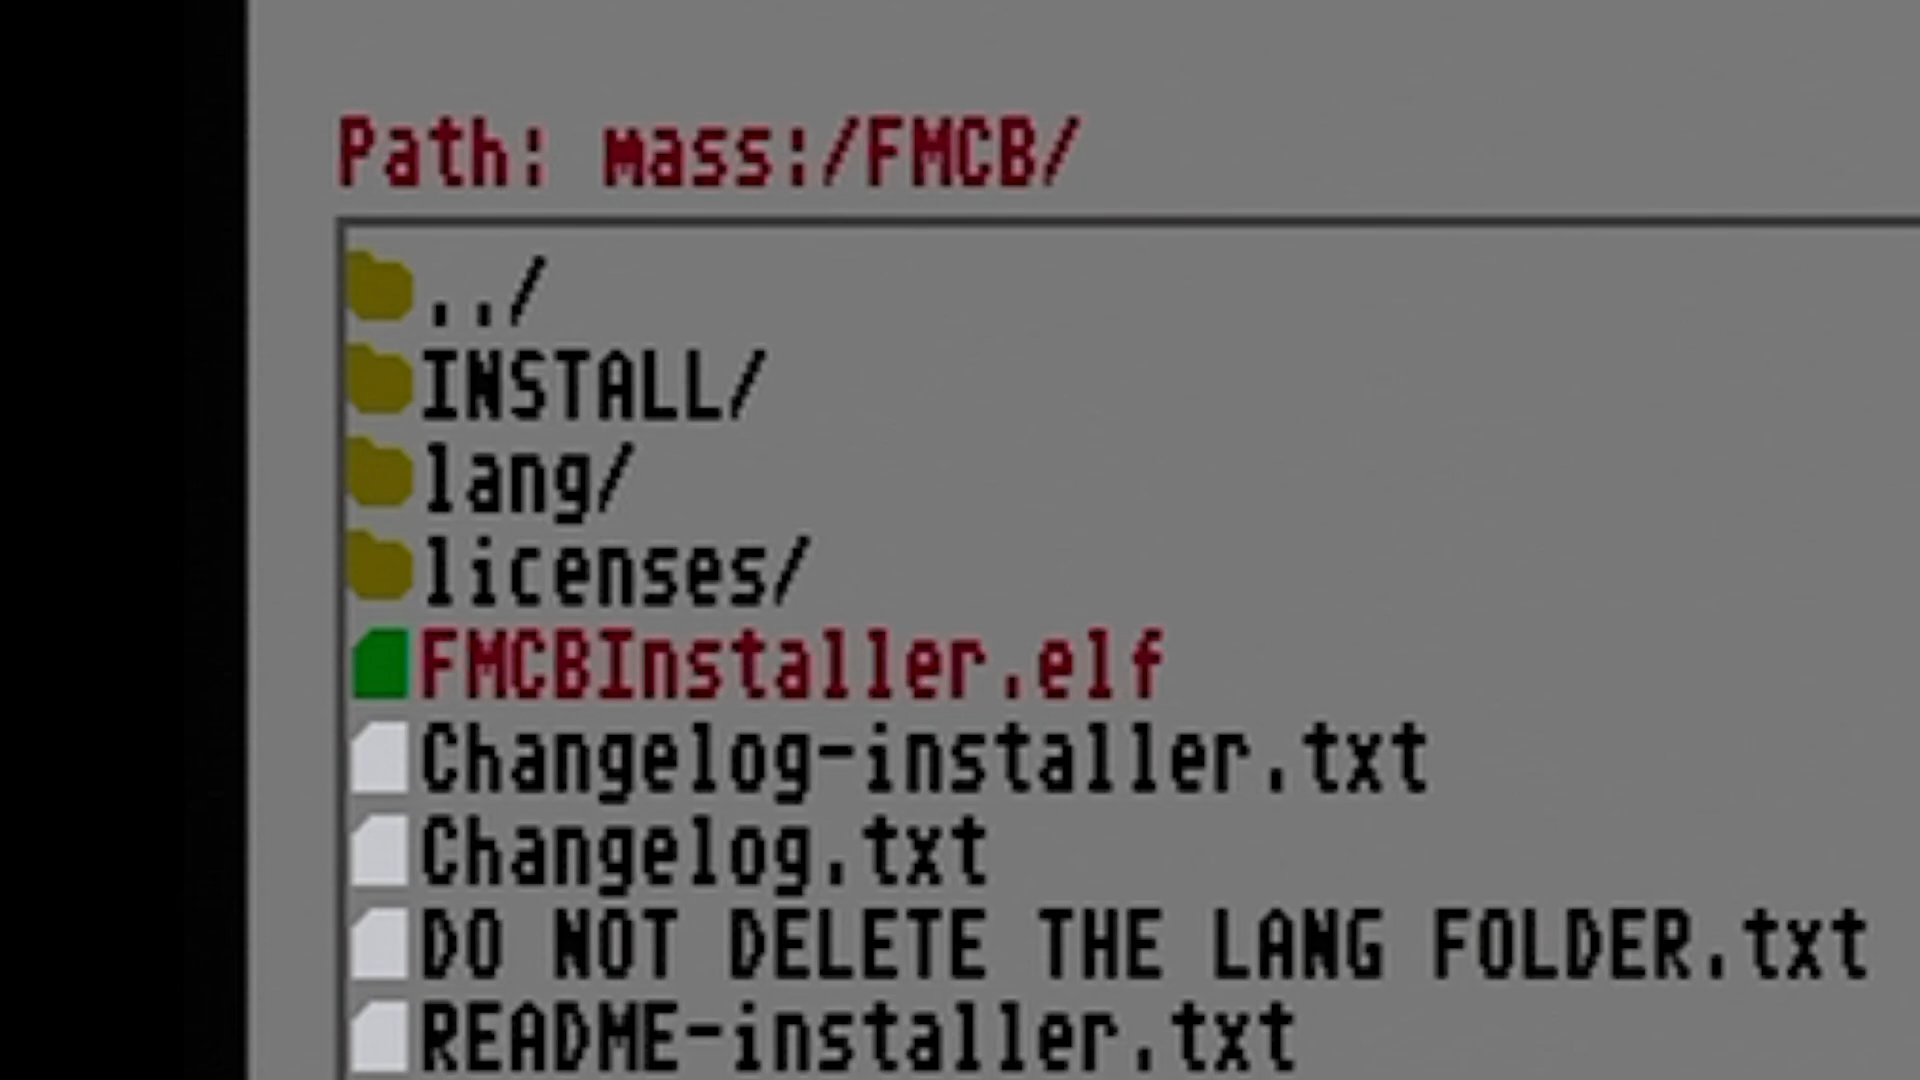 Path: mass:/FMCB/
../
INSTALL/
lang/
licenses/
FMCBInstaller.elf
Changelog-installer.txt
Changelog.txt
DO NOT DELETE THE LANG FOLDER.txt
README-installer.txt